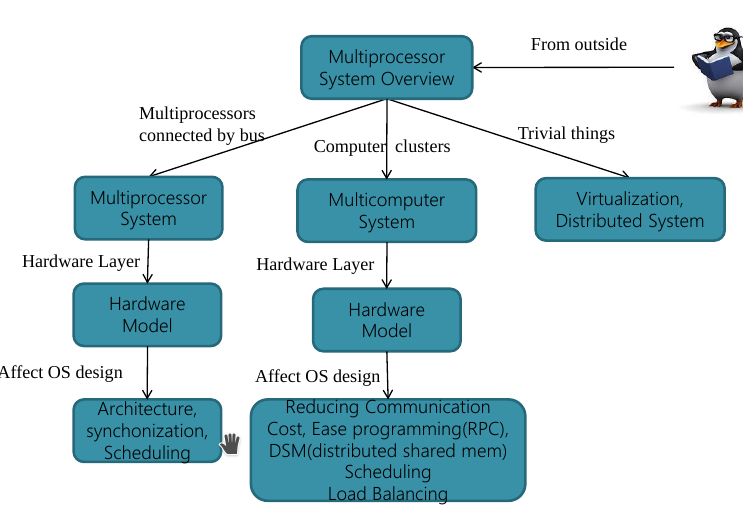 From outside
Multiprocessor
System Overview
Multiprocessors
connected by bus
Computer clusters
Trivial things
Multiprocessor
System
Multicomputer
System
Virtualization,
Distributed System
Hardware Layer
Hardware Layer
Hardware
Model
Hardware
Model
Affect OS design
Affect OS design
Architecture,
synchonization,
Scheduling
Reducing Communication
Cost, Ease programming(RPC),
DSM(distributed shared mem)
Scheduling
Load Balancing